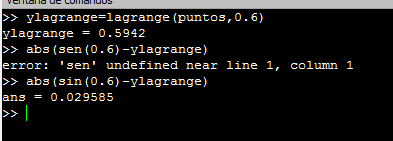 Ventana de comandos
>> ylagrange=lagrange(puntos,0.6)
ylagrange = 0.5942
>> abs(sen(0.6)-ylagrange)
error: 'sen' undefined near line 1, column 1
>> abs(sin(0.6)-ylagrange)
ans = 0.029585
>>